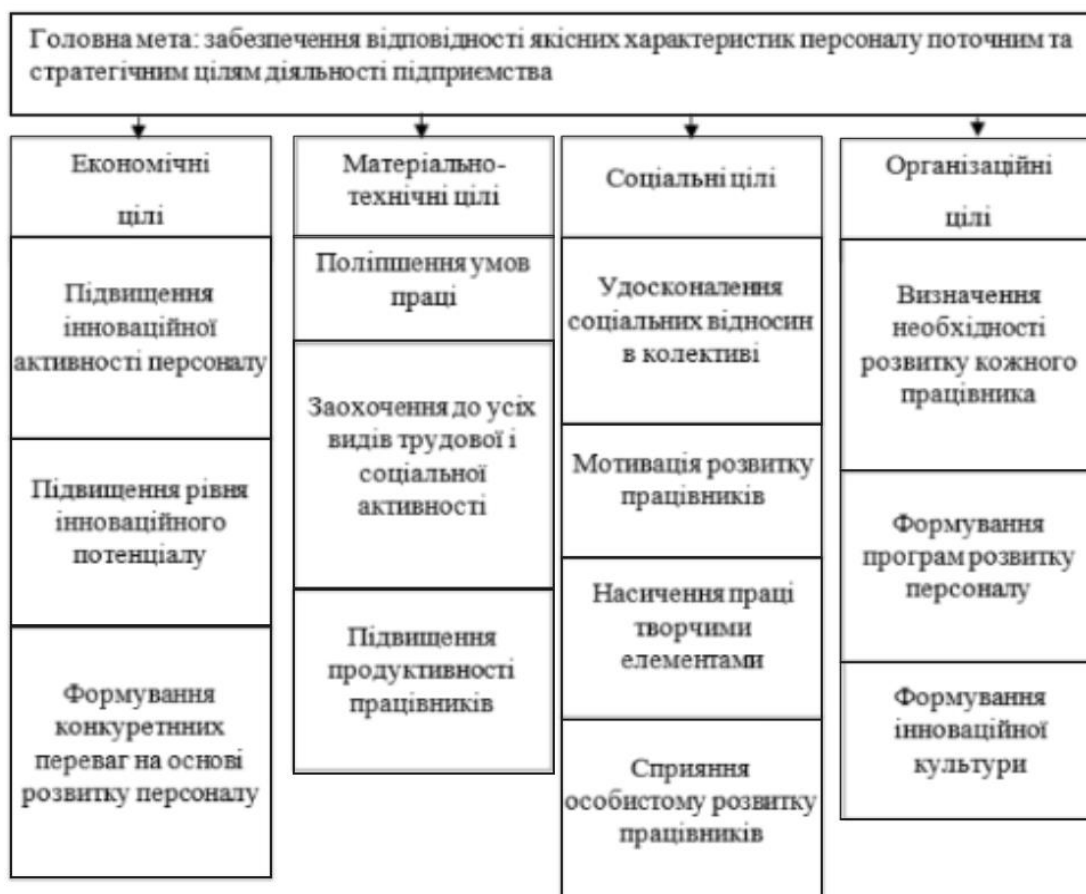 Головна мета: забезпечення відповідності якісних характеристик персоналу поточним та
стратегічним цілям діяльності підприємства
Економічні
цілі
Підвищення
інноваційної
активності персоналу
Підвищення рівня
інноваційного
потенціалу
Формування
конкуретнних
переваг на основі
розвитку персоналу
Матеріально-
технічні цілі
Поліпшення умов
праці
Заохочення до усіх
видів трудової і
соціальної
активності
Підвищення
продуктивності
працівників
Соціальні цілі
Удосконалення
соціальних відносин
в колективі
Мотивація розвитку
працівників
Насичення праці
творчими
елементами
Сприяння
особистому розвитку
працівників
Організаційні
цілі
Визначення
необхідності
розвитку кожного
працівника
Формування
програм розвитку
персоналу
Формування
інноваційної
культури